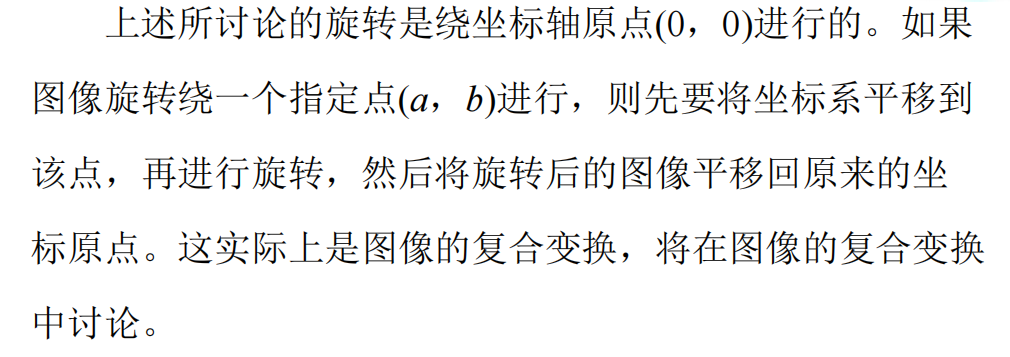 上述所讨论的旋转是绕坐标轴原点(0，0)进行的。如果
图像旋转绕一个指定点(a，b)进行，则先要将坐标系平移到
该点，再进行旋转，然后将旋转后的图像平移回原来的坐
标原点。这实际上是图像的复合变换，将在图像的复合变换
中讨论。